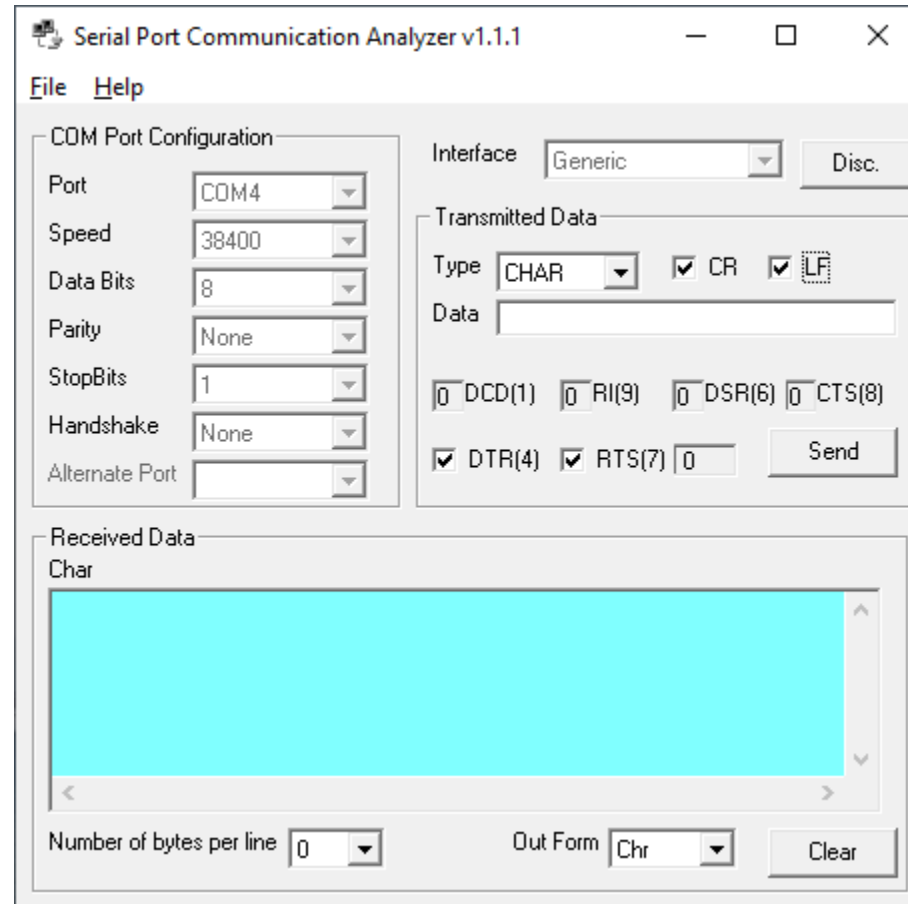 Serial Port Communication Analyzer v1.1.1
File Help
COM Port Configuration
Port COM4
Speed 38400
Data Bits 8
Parity None
StopBits 1
Handshake None
Alternate Port
Interface Generic Disc.
Transmitted Data
Type CHAR CR LF
Data
0 DCD(1) 0 RI(9) 0 DSR(6) 0 CTS(8)
DTR(4) RTS(7) 0 Send
Received Data
Char
Number of bytes per line 0 Out Form Chr Clear